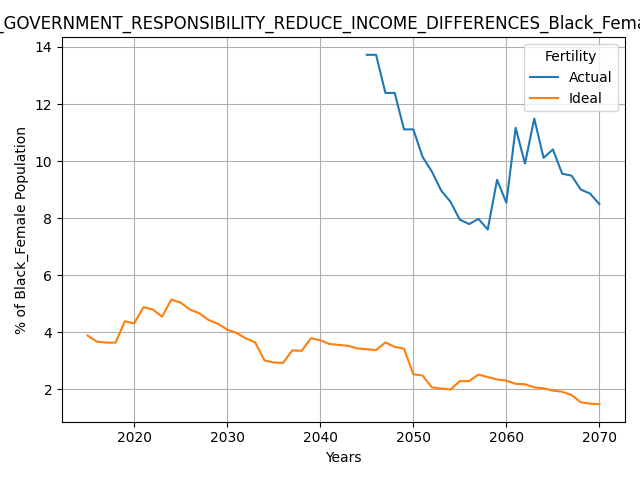 _GOVERNMENT_RESPONSIBILITY_REDUCE_INCOME_DIFFERENCES_Black_Fema
Fertility
Actual
Ideal
% of Black_Female Population
14
12
10
8
6
4
2
2020 2030 2040 2050 2060 2070
Years